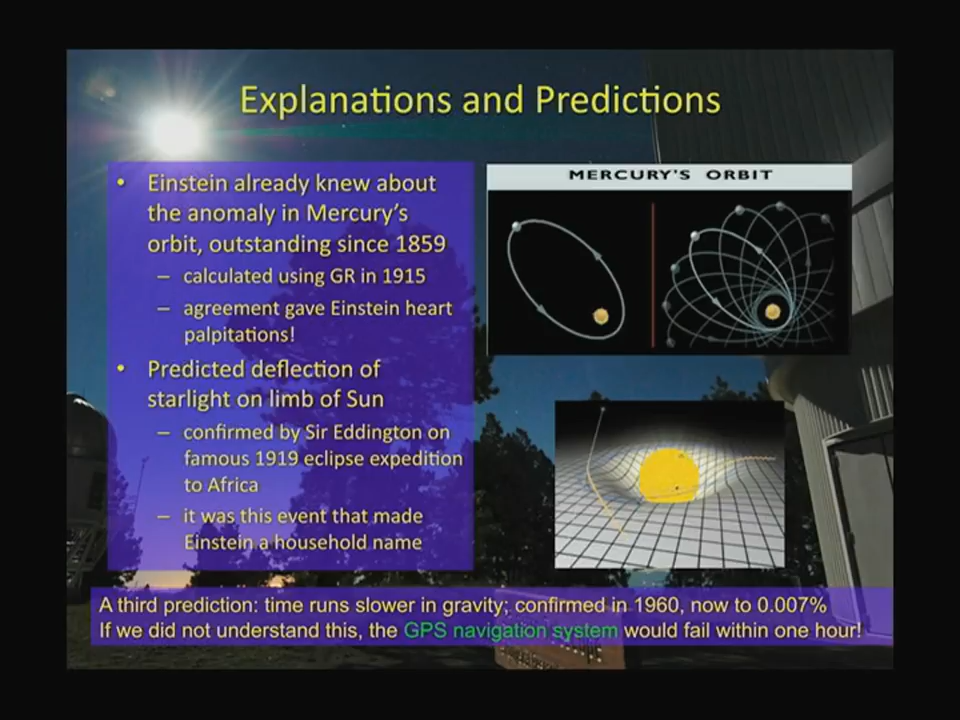 Explanations and Predictions
• Einstein already knew about
the anomaly in Mercury's
orbit, outstanding since 1859
– calculated using GR in 1915
– agreement gave Einstein heart
palpitations!
• Predicted deflection of
starlight on limb of Sun
– confirmed by Sir Eddington on
famous 1919 eclipse expedition
to Africa
– it was this event that made
Einstein a household name
MERCURY'S ORBIT
A third prediction: time runs slower in gravity; confirmed in 1960, now to 0.007%
If we did not understand this, the GPS navigation system would fail within one hour!